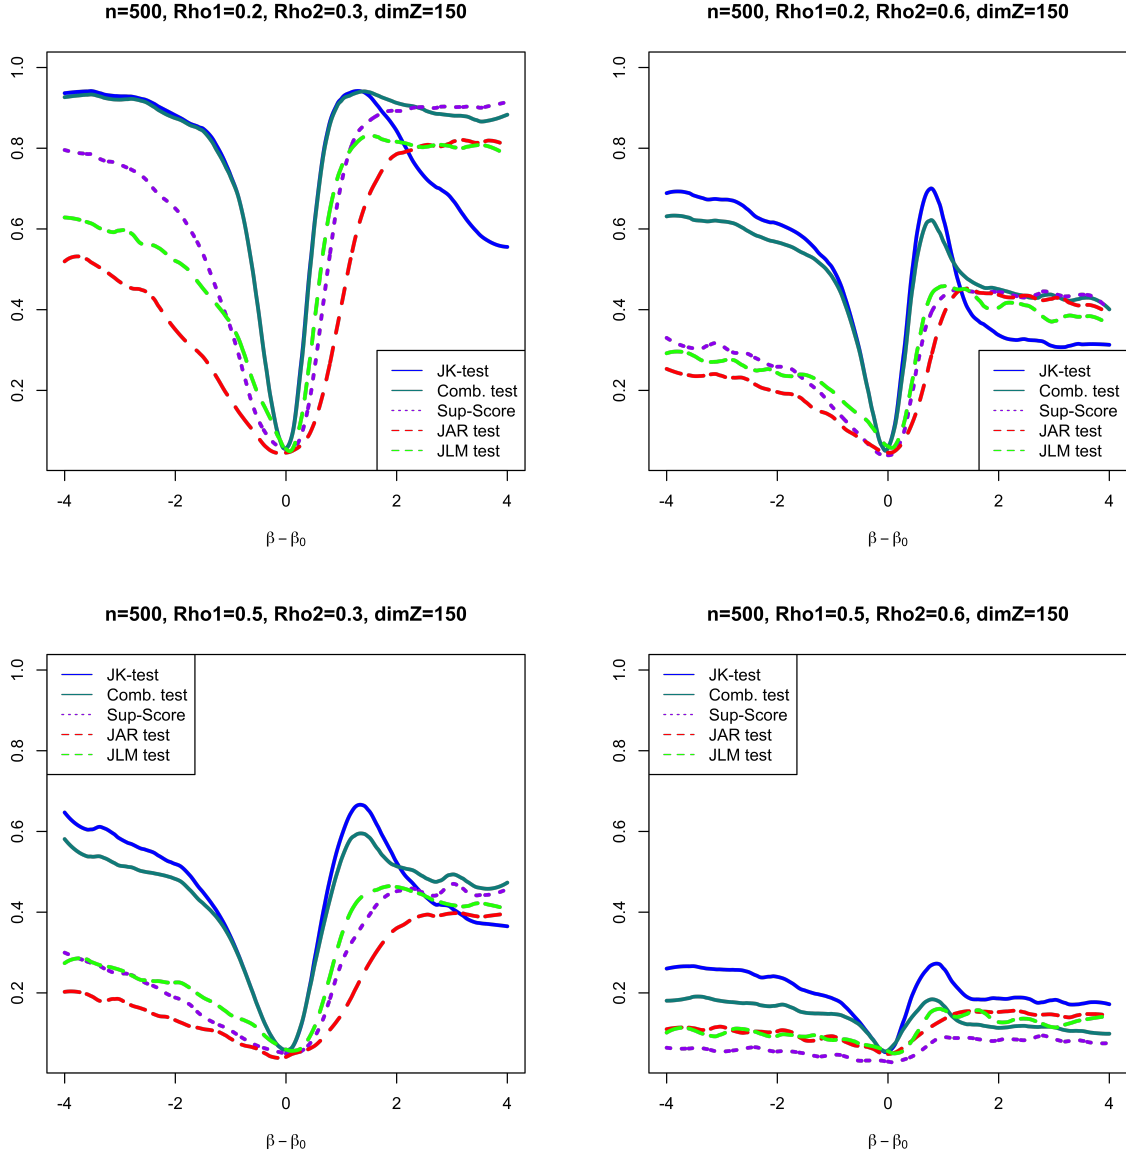 n=500, Rho1=0.2, Rho2=0.3, dimZ=150
1.0
0.8
0.6
0.4
0.2
JK-test
Comb. test
Sup-Score
JAR test
JLM test
-4 -2 0 2 4
β − β₀
n=500, Rho1=0.2, Rho2=0.6, dimZ=150
1.0
0.8
0.6
0.4
0.2
JK-test
Comb. test
Sup-Score
JAR test
JLM test
-4 -2 0 2 4
β − β₀
n=500, Rho1=0.5, Rho2=0.3, dimZ=150
1.0
0.8
0.6
0.4
0.2
JK-test
Comb. test
Sup-Score
JAR test
JLM test
-4 -2 0 2 4
β − β₀
n=500, Rho1=0.5, Rho2=0.6, dimZ=150
1.0
0.8
0.6
0.4
0.2
JK-test
Comb. test
Sup-Score
JAR test
JLM test
-4 -2 0 2 4
β − β₀